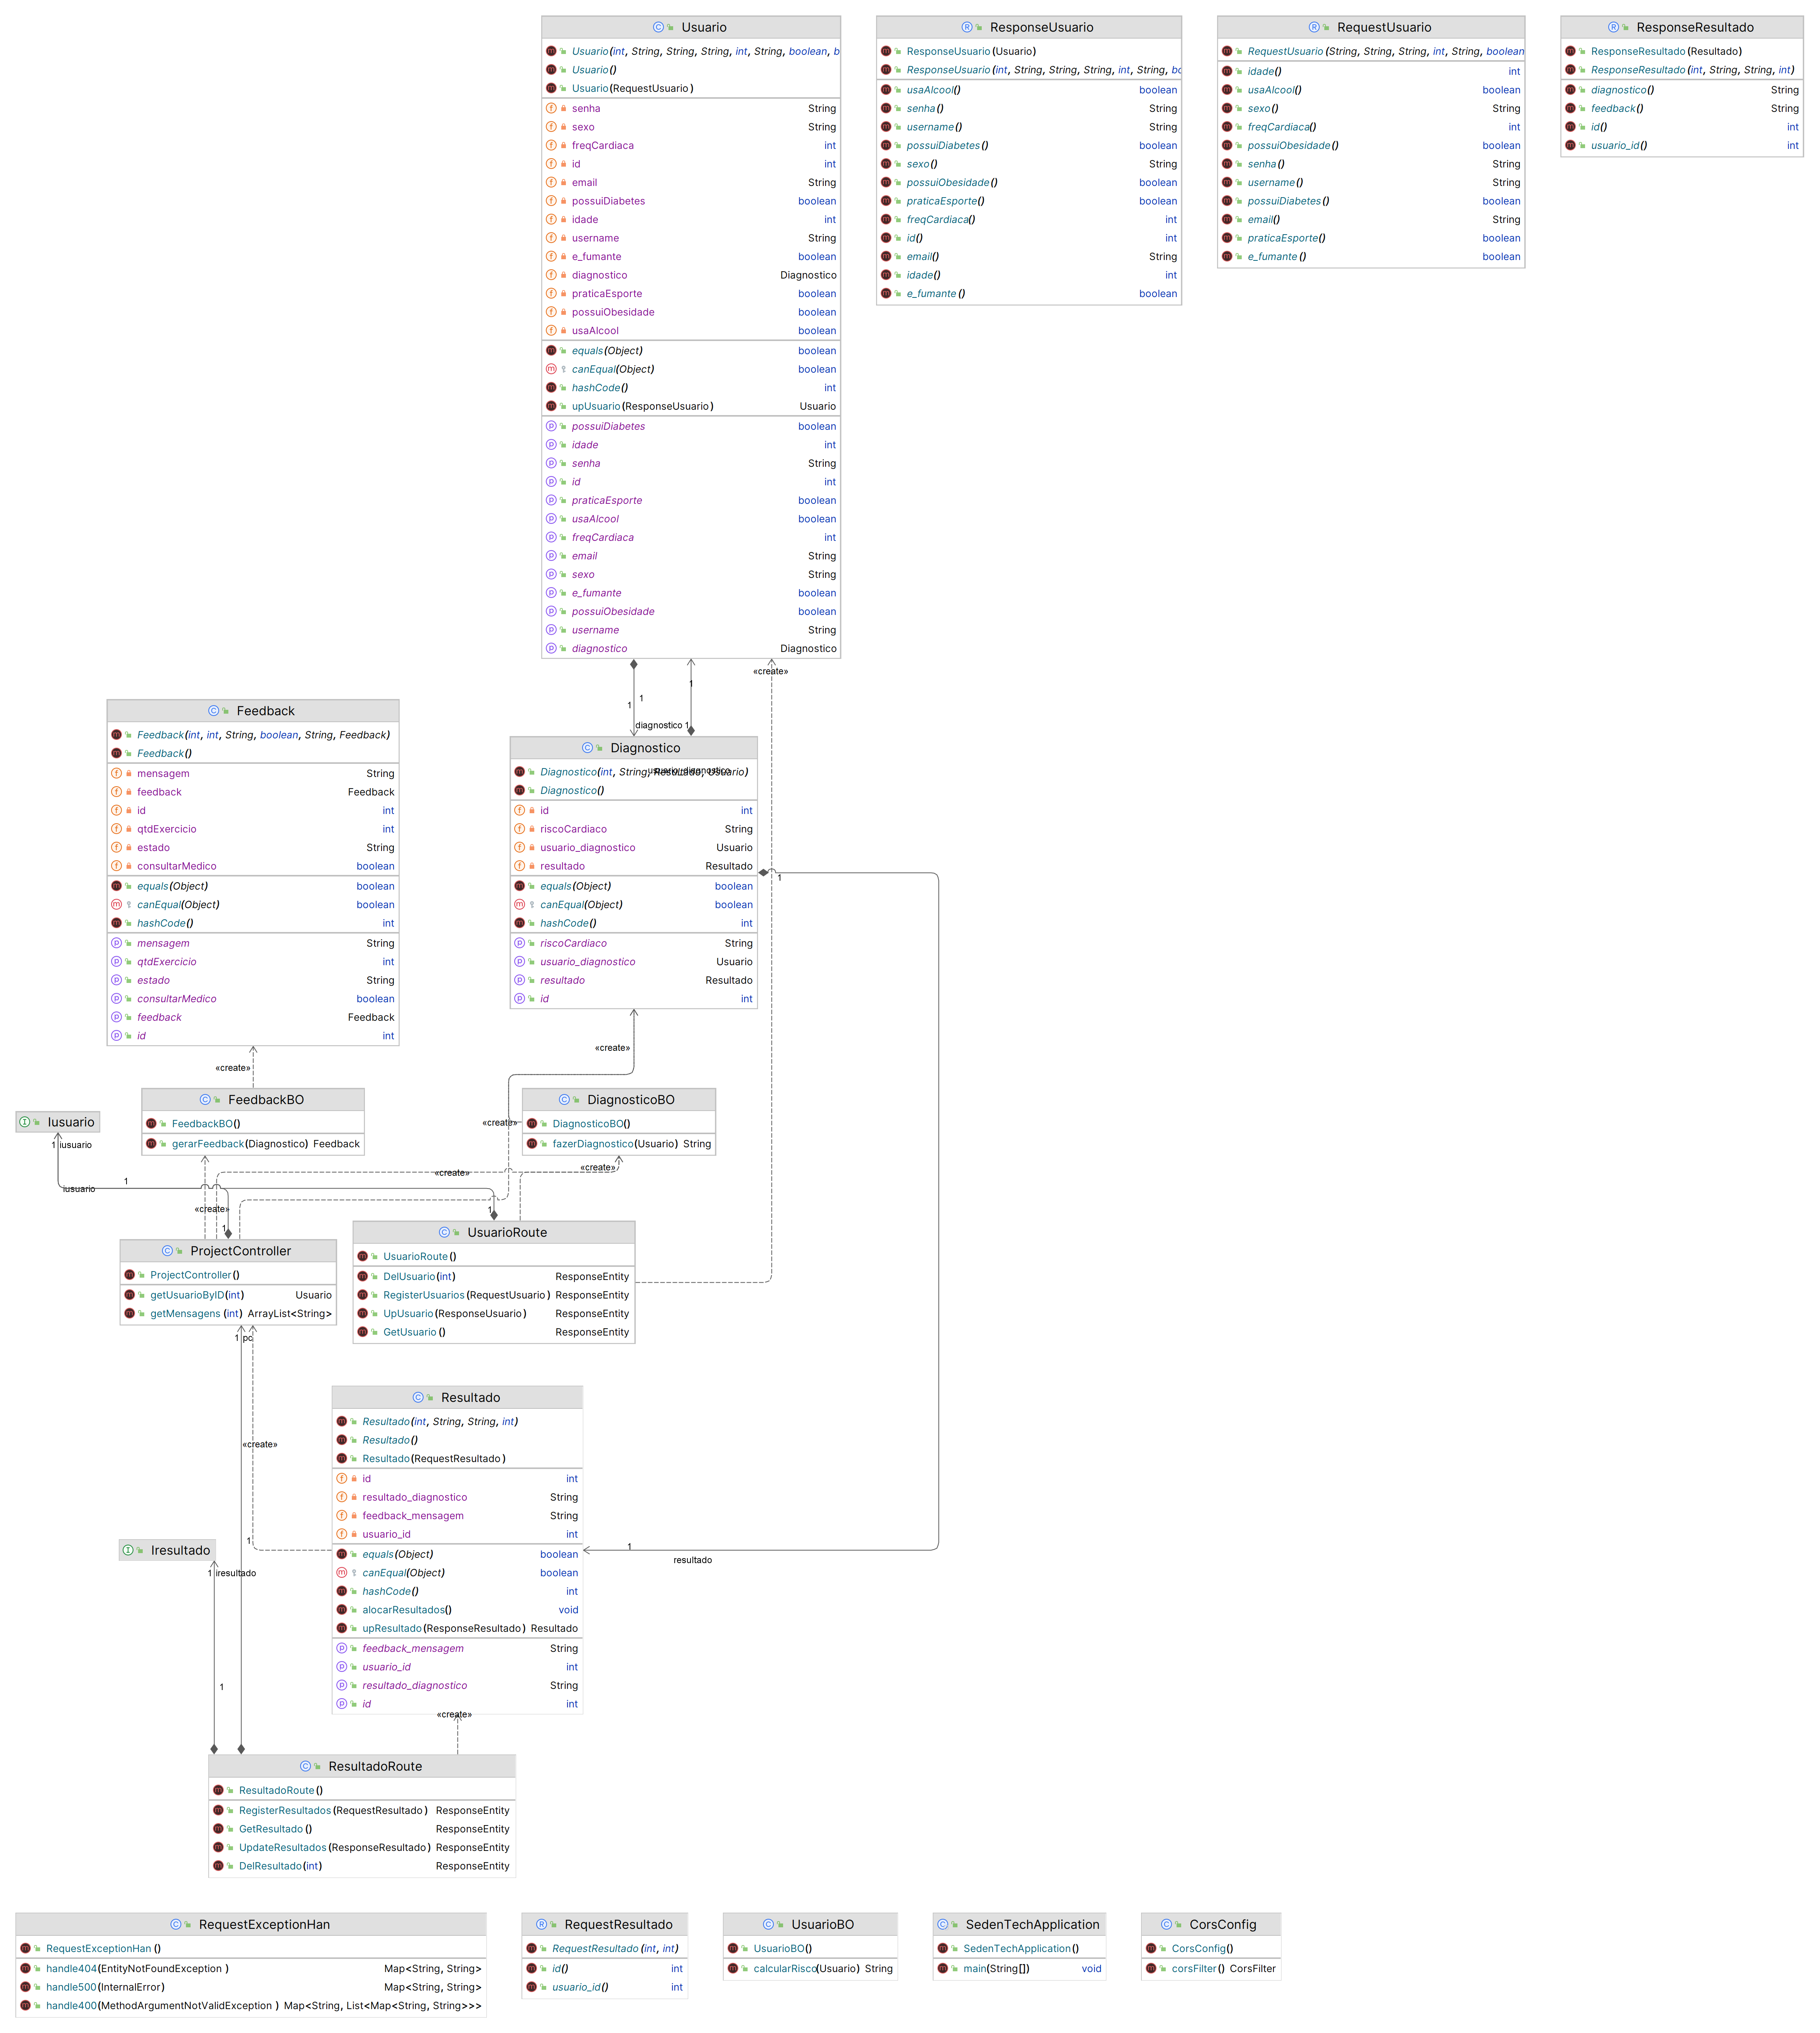 Usuario
Usuario(int, String, String, String, int, String, boolean, b
Usuario()
Usuario(RequestUsuario)
senha String
sexo String
freqCardiaca int
id int
email String
possuiDiabetes boolean
idade int
username String
e_fumante boolean
diagnostico Diagnostico
praticaEsporte boolean
possuiObesidade boolean
usaAlcool boolean
equals(Object) boolean
canEqual(Object) boolean
hashCode() int
upUsuario(ResponseUsuario) Usuario
possuiDiabetes boolean
idade int
senha String
id int
praticaEsporte boolean
usaAlcool boolean
freqCardiaca int
email String
sexo String
e_fumante boolean
possuiObesidade boolean
username String
diagnostico Diagnostico
ResponseUsuario
ResponseUsuario(Usuario)
ResponseUsuario(int, String, String, String, int, String, bo
usaAlcool() boolean
senha() String
username() String
possuiDiabetes() boolean
sexo() String
possuiObesidade() boolean
praticaEsporte() boolean
freqCardiaca() int
id() int
email() String
idade() int
e_fumante() boolean
RequestUsuario
RequestUsuario(String, String, String, int, String, boolean
idade() int
usaAlcool() boolean
sexo() String
freqCardiaca() int
possuiObesidade() boolean
senha() String
username() String
possuiDiabetes() boolean
email() String
praticaEsporte() boolean
e_fumante() boolean
ResponseResultado
ResponseResultado(Resultado)
ResponseResultado(int, String, String, int)
diagnostico() String
feedback() String
id() int
usuario_id() int
«create»
1
1
1
diagnostico 1
Feedback
Feedback(int, int, String, boolean, String, Feedback)
Feedback()
mensagem String
feedback Feedback
id int
qtdExercicio int
estado String
consultarMedico boolean
equals(Object) boolean
canEqual(Object) boolean
hashCode() int
mensagem String
qtdExercicio int
estado String
consultarMedico boolean
feedback Feedback
id int
Diagnostico
Diagnostico(int, String, Resultado, Usuario)
usuario_diagnostico
Diagnostico()
id int
riscoCardiaco String
usuario_diagnostico Usuario
resultado Resultado
equals(Object) boolean
canEqual(Object) boolean
hashCode() int
riscoCardiaco String
usuario_diagnostico Usuario
resultado Resultado
id int
1
«create»
«create»
Iusuario
1 iusuario
FeedbackBO
FeedbackBO()
gerarFeedback(Diagnostico) Feedback
«create»
DiagnosticoBO
DiagnosticoBO()
fazerDiagnostico(Usuario) String
«create»
«create»
iusuario
1
«create»
1
1
ProjectController
ProjectController()
getUsuarioByID(int) Usuario
getMensagens(int) ArrayList<String>
UsuarioRoute
UsuarioRoute()
DelUsuario(int) ResponseEntity
RegisterUsuarios(RequestUsuario) ResponseEntity
UpUsuario(ResponseUsuario) ResponseEntity
GetUsuario() ResponseEntity
1 pc
«create»
1
Resultado
Resultado(int, String, String, int)
Resultado()
Resultado(RequestResultado)
id int
resultado_diagnostico String
feedback_mensagem String
usuario_id int
equals(Object) boolean
canEqual(Object) boolean
hashCode() int
alocarResultados() void
upResultado(ResponseResultado) Resultado
feedback_mensagem String
usuario_id int
resultado_diagnostico String
id int
1
resultado
Iresultado
1 iresultado
1
«create»
ResultadoRoute
ResultadoRoute()
RegisterResultados(RequestResultado) ResponseEntity
GetResultado() ResponseEntity
UpdateResultados(ResponseResultado) ResponseEntity
DelResultado(int) ResponseEntity
RequestExceptionHan
RequestExceptionHan()
handle404(EntityNotFoundException) Map<String, String>
handle500(InternalError) Map<String, String>
handle400(MethodArgumentNotValidException) Map<String, List<Map<String, String>>>
RequestResultado
RequestResultado(int, int)
id() int
usuario_id() int
UsuarioBO
UsuarioBO()
calcularRisco(Usuario) String
SedenTechApplication
SedenTechApplication()
main(String[]) void
CorsConfig
CorsConfig()
corsFilter() CorsFilter